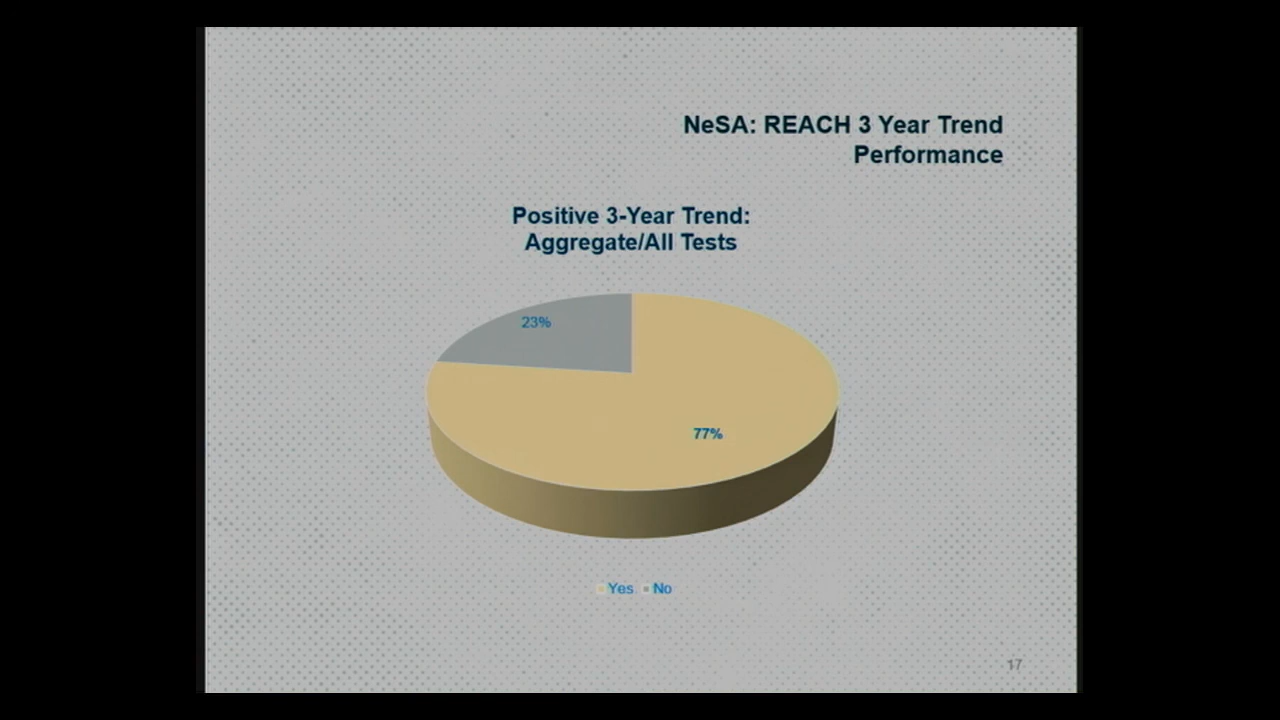 NeSA: REACH 3 Year Trend
Performance
Positive 3-Year Trend:
Aggregate/All Tests
23%
77%
Yes No
17